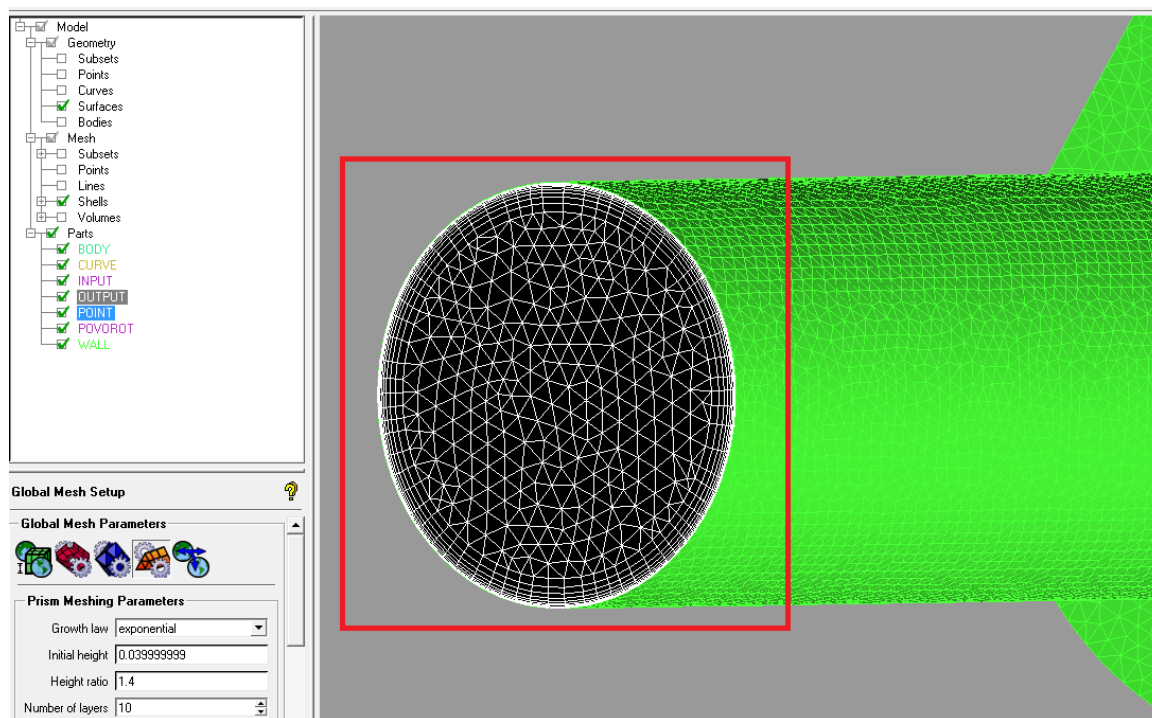 Model
Geometry
Subsets
Points
Curves
Surfaces
Bodies
Mesh
Subsets
Points
Lines
Shells
Volumes
Parts
BODY
CURVE
INPUT
OUTPUT
POINT
POVOROT
WALL
Global Mesh Setup
Global Mesh Parameters
Prism Meshing Parameters
Growth law exponential
Initial height 0.039999999
Height ratio 1.4
Number of layers 10